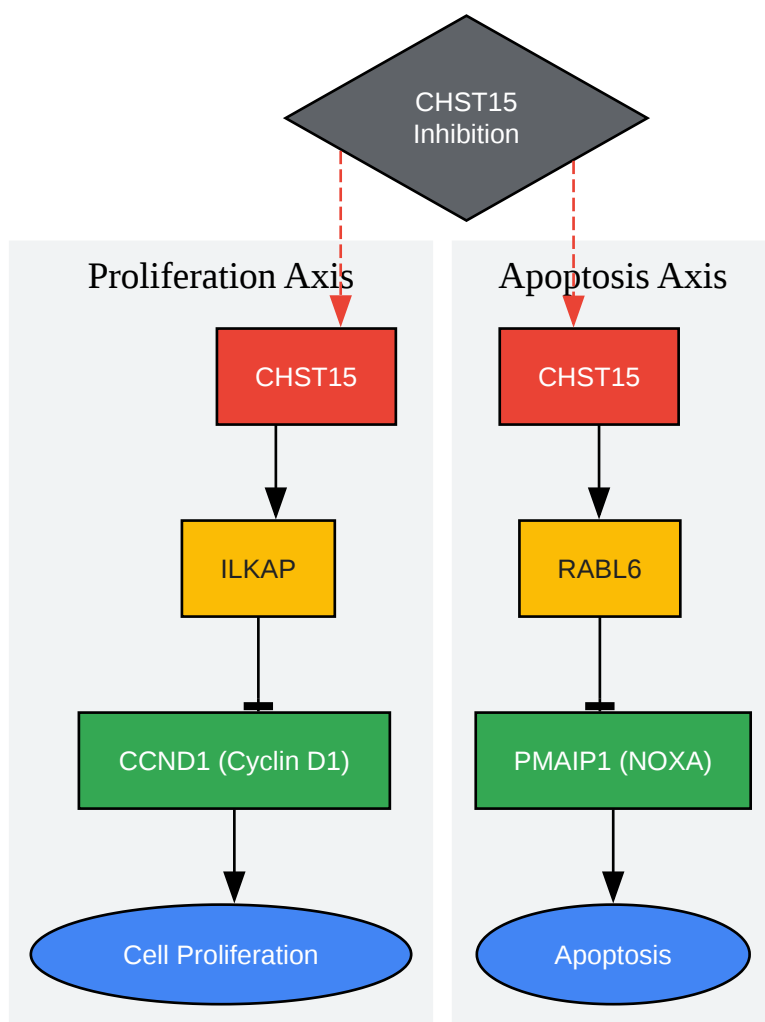 CHST15
Inhibition
Proliferation Axis
Apoptosis Axis
CHST15
CHST15
ILKAP
RABL6
CCND1 (Cyclin D1)
PMAIP1 (NOXA)
Cell Proliferation
Apoptosis